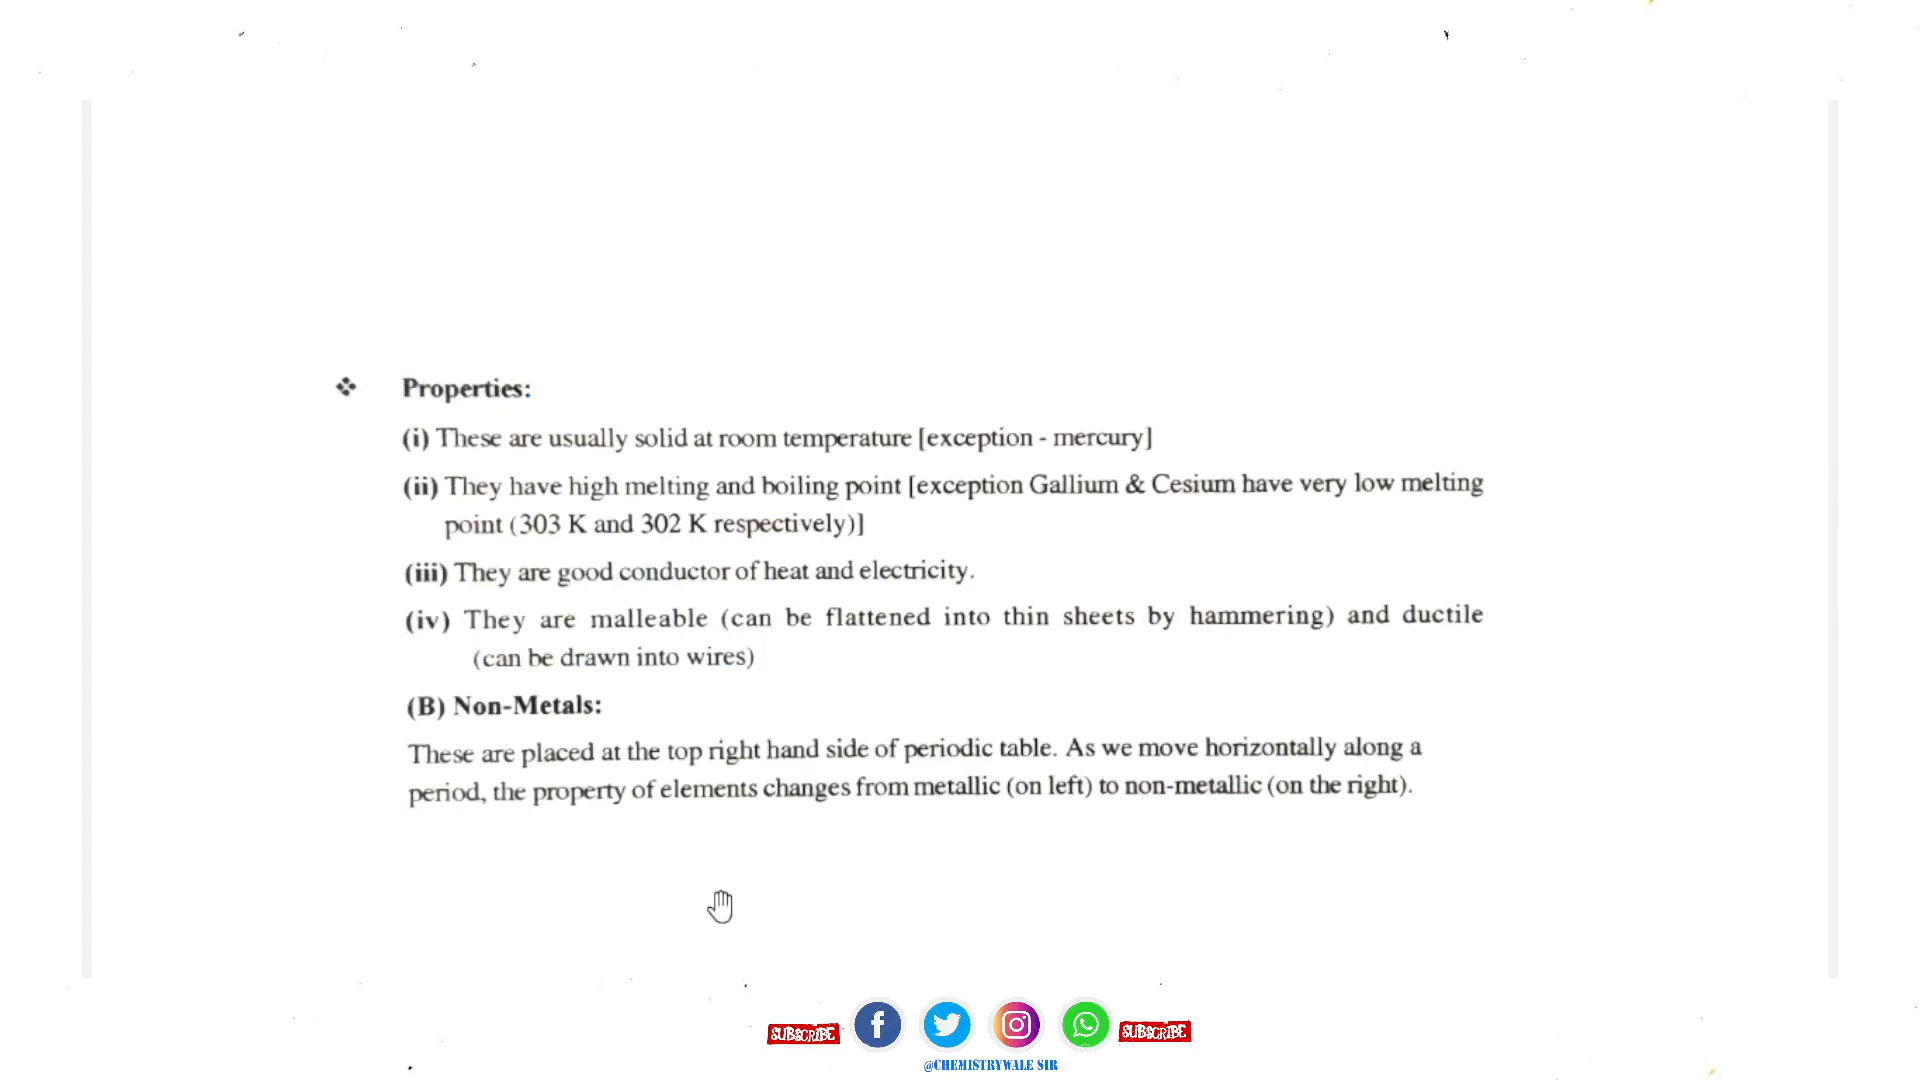 ❖ Properties:
(i) These are usually solid at room temperature [exception - mercury]
(ii) They have high melting and boiling point [exception Gallium & Cesium have very low melting
point (303 K and 302 K respectively)]
(iii) They are good conductor of heat and electricity.
(iv) They are malleable (can be flattened into thin sheets by hammering) and ductile
(can be drawn into wires)
(B) Non-Metals:
These are placed at the top right hand side of periodic table. As we move horizontally along a
period, the property of elements changes from metallic (on left) to non-metallic (on the right).
SUBSCRIBE
f
SUBSCRIBE
@CHEMISTRYWALE SIR